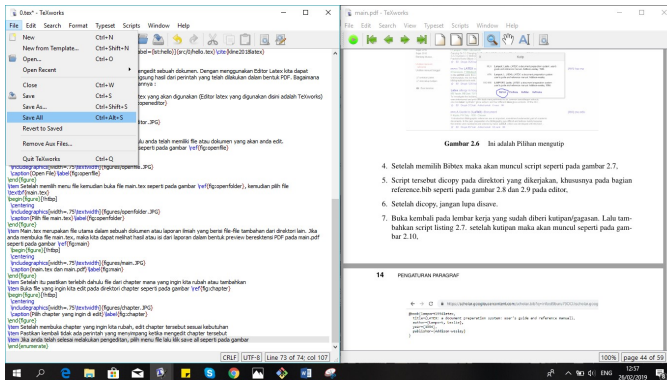 0.tex* - TeXworks
File Edit Search Format Typeset Scripts Window Help
New Ctrl+N
New from Template... Ctrl+Shift+N
Open... Ctrl+O
Open Recent
Close Ctrl+W
Save Ctrl+S
Save As... Ctrl+Shift+S
Save All Ctrl+Alt+S
Revert to Saved
Remove Aux Files...
Quit TeXworks Ctrl+Q
\includegraphics[width=.75\textwidth]{figures/openfile.JPG}
\caption{Open File}\label{fig:openfile}
\end{figure}
\item Setelah memilih menu file kemudian buka file main.tex seperti pada gambar \ref{fig:openfolder}, kemudian pilih file
\textbf{main.tex}
\begin{figure}[!htbp]
\centering
\includegraphics[width=.75\textwidth]{figures/openfolder.JPG}
\caption{Pilih file main.tex}\label{fig:openfolder}
\end{figure}
\item Main.tex merupakan file utama dalam sebuah dokumen atau laporan ilmiah yang berisi file-file tambahan dari direktori lain. Jika
anda membuka file main.tex, maka kita dapat melihat hasil atau isi dari laporan dalam bentuk preview berekstensi PDF pada main.pdf
seperti pada gambar \ref{fig:main}
\begin{figure}[!htbp]
\centering
\includegraphics[width=.75\textwidth]{figures/main.JPG}
\caption{main.tex dan main.pdf}\label{fig:main}
\end{figure}
\item Setelah itu pastikan terlebih dahulu file dari chapter mana yang ingin kita rubah atau tambahkan
\item Buka file yang ingin kita edit pada direktori chapter seperti pada gambar \ref{fig:chapter}
\begin{figure}[!htbp]
\centering
\includegraphics[width=.75\textwidth]{figures/chapter.JPG}
\caption{Pilih chapter yang ingin di edit}\label{fig:chapter}
\end{figure}
\item Setelah membuka chapter yang ingin kita rubah, edit chapter tersebut sesuai kebutuhan
\item Pastikan kembali tidak ada perintah yang menyimpang ketika mengedit chapter tersebut
\item Jika anda telah selesai melakukan pengeditan, pilih menu file lalu klik save all seperti pada gambar
\end{enumerate}
CRLF UTF-8 Line 73 of 74; col 107
main.pdf - TeXworks
File Edit Search View Typeset Scripts Window Help
Gambar 2.6 Ini adalah Pilihan mengutip
4. Setelah memilih Bibtex maka akan muncul script seperti pada gambar 2.7,
5. Script tersebut dicopy pada direktori yang dikerjakan, khususnya pada bagian
reference.bib seperti pada gambar 2.8 dan 2.9 pada editor,
6. Setelah dicopy, jangan lupa disave.
7. Buka kembali pada lembar kerja yang sudah diberi kutipan/gagasan. Lalu tam-
bahkan script listing 2.7. setelah kutipan maka akan muncul seperti pada gam-
bar 2.10,
14 PENGATURAN PARAGRAF
100% page 44 of 59
ENG
12:57
26/02/2019